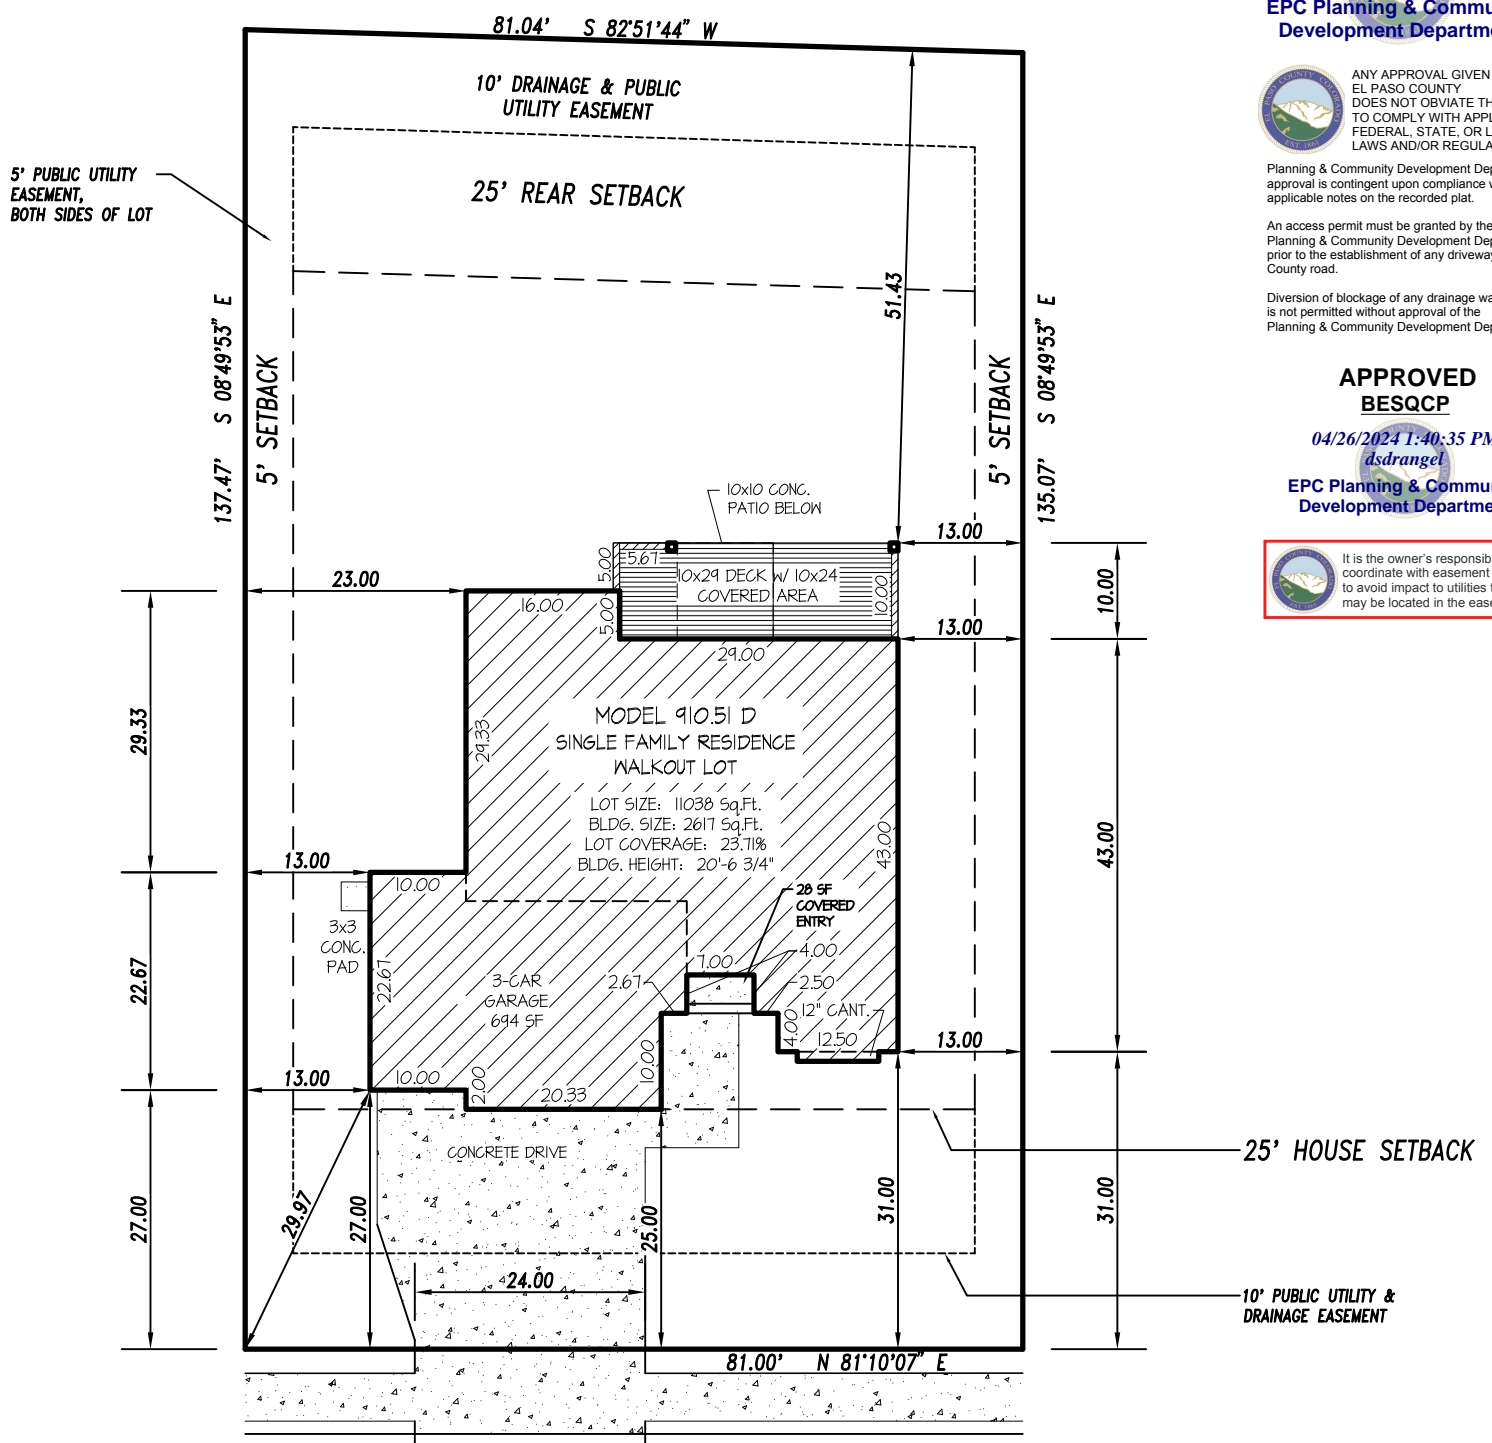 81.04' S 82°51'44" W
10' DRAINAGE & PUBLIC
UTILITY EASEMENT
5' PUBLIC UTILITY
EASEMENT,
BOTH SIDES OF LOT
25' REAR SETBACK
137.47' S 08°49'53" E
5' SETBACK
51.43
5' SETBACK
135.07' S 08°49'53" E
10x10 CONC.
PATIO BELOW
13.00
23.00
5.00
5.67
10x29 DECK W/ 10x24
COVERED AREA
10.00
10.00
16.00
5.00
13.00
29.00
29.33
29.33
MODEL 910.51 D
SINGLE FAMILY RESIDENCE
WALKOUT LOT
LOT SIZE: 11038 Sq.Ft.
BLDG. SIZE: 2617 Sq.Ft.
LOT COVERAGE: 23.71%
BLDG. HEIGHT: 20'-6 3/4"
43.00
43.00
13.00
10.00
28 SF
COVERED
ENTRY
3x3
CONC.
PAD
22.67
22.67
3-CAR
GARAGE
694 SF
2.67
7.00
4.00
2.50
12" CANT.
4.00
12.50
13.00
10.00
13.00
10.00
2.00
20.33
CONCRETE DRIVE
25' HOUSE SETBACK
27.00
29.97
27.00
25.00
31.00
31.00
24.00
10' PUBLIC UTILITY &
DRAINAGE EASEMENT
81.00' N 81°10'07" E
EPC Planning & Commu
Development Departme
ANY APPROVAL GIVEN
EL PASO COUNTY
DOES NOT OBVIATE TH
TO COMPLY WITH APPL
FEDERAL, STATE, OR L
LAWS AND/OR REGULA
Planning & Community Development Dep
approval is contingent upon compliance w
applicable notes on the recorded plat.
An access permit must be granted by the
Planning & Community Development Dep
prior to the establishment of any driveway
County road.
Diversion of blockage of any drainage wa
is not permitted without approval of the
Planning & Community Development Dep
APPROVED
BESQCP
04/26/2024 1:40:35 PM
dsdrangel
EPC Planning & Commu
Development Departme
It is the owner's responsib
coordinate with easement
to avoid impact to utilities t
may be located in the ease